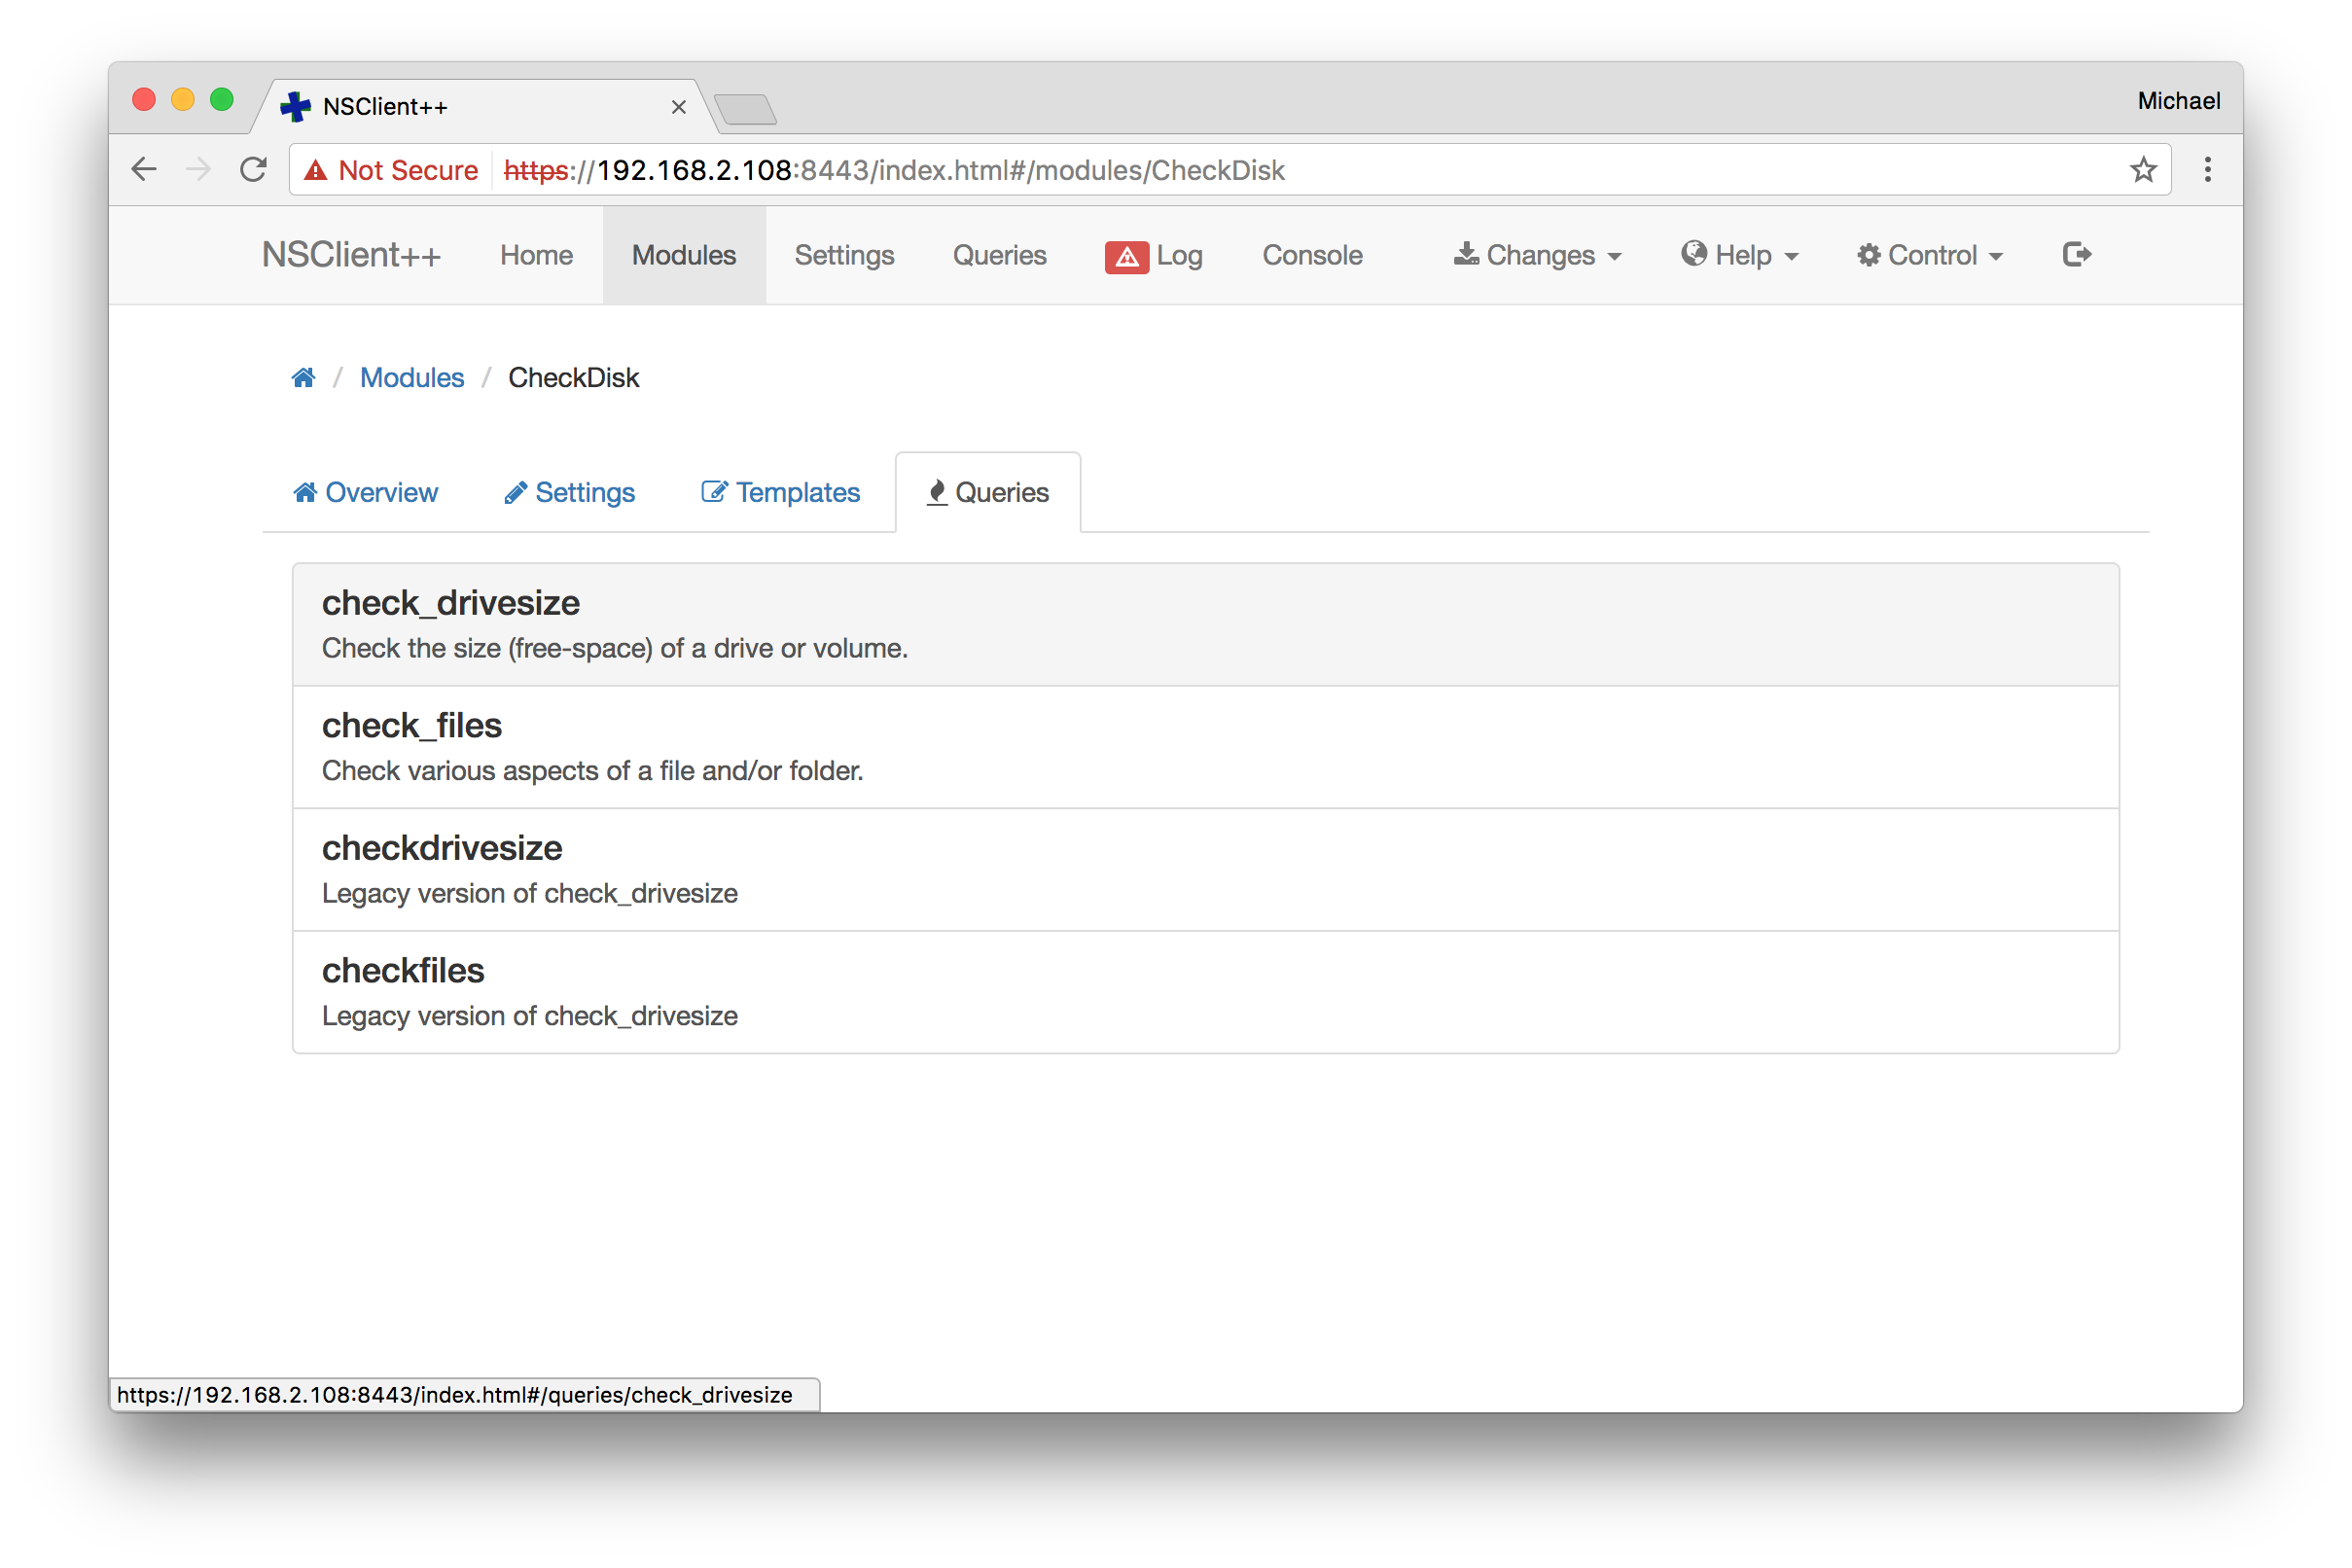 NSClient++
Michael
Not Secure https://192.168.2.108:8443/index.html#/modules/CheckDisk
NSClient++ Home Modules Settings Queries Log Console Changes Help Control
/ Modules / CheckDisk
Overview Settings Templates Queries
check_drivesize
Check the size (free-space) of a drive or volume.
check_files
Check various aspects of a file and/or folder.
checkdrivesize
Legacy version of check_drivesize
checkfiles
Legacy version of check_drivesize
https://192.168.2.108:8443/index.html#/queries/check_drivesize